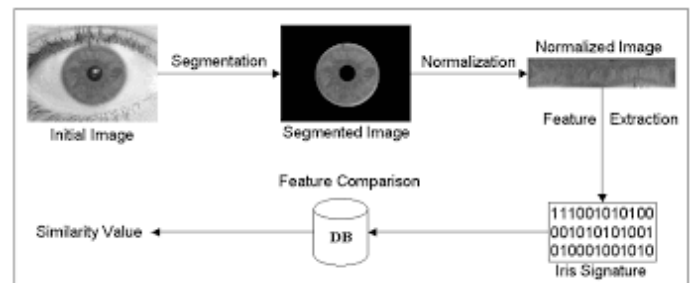 Segmentation
Normalization
Normalized Image
Initial Image
Segmented Image
Feature Extraction
Feature Comparison
111001010100
001010101001
010001001010
Iris Signature
DB
Similarity Value